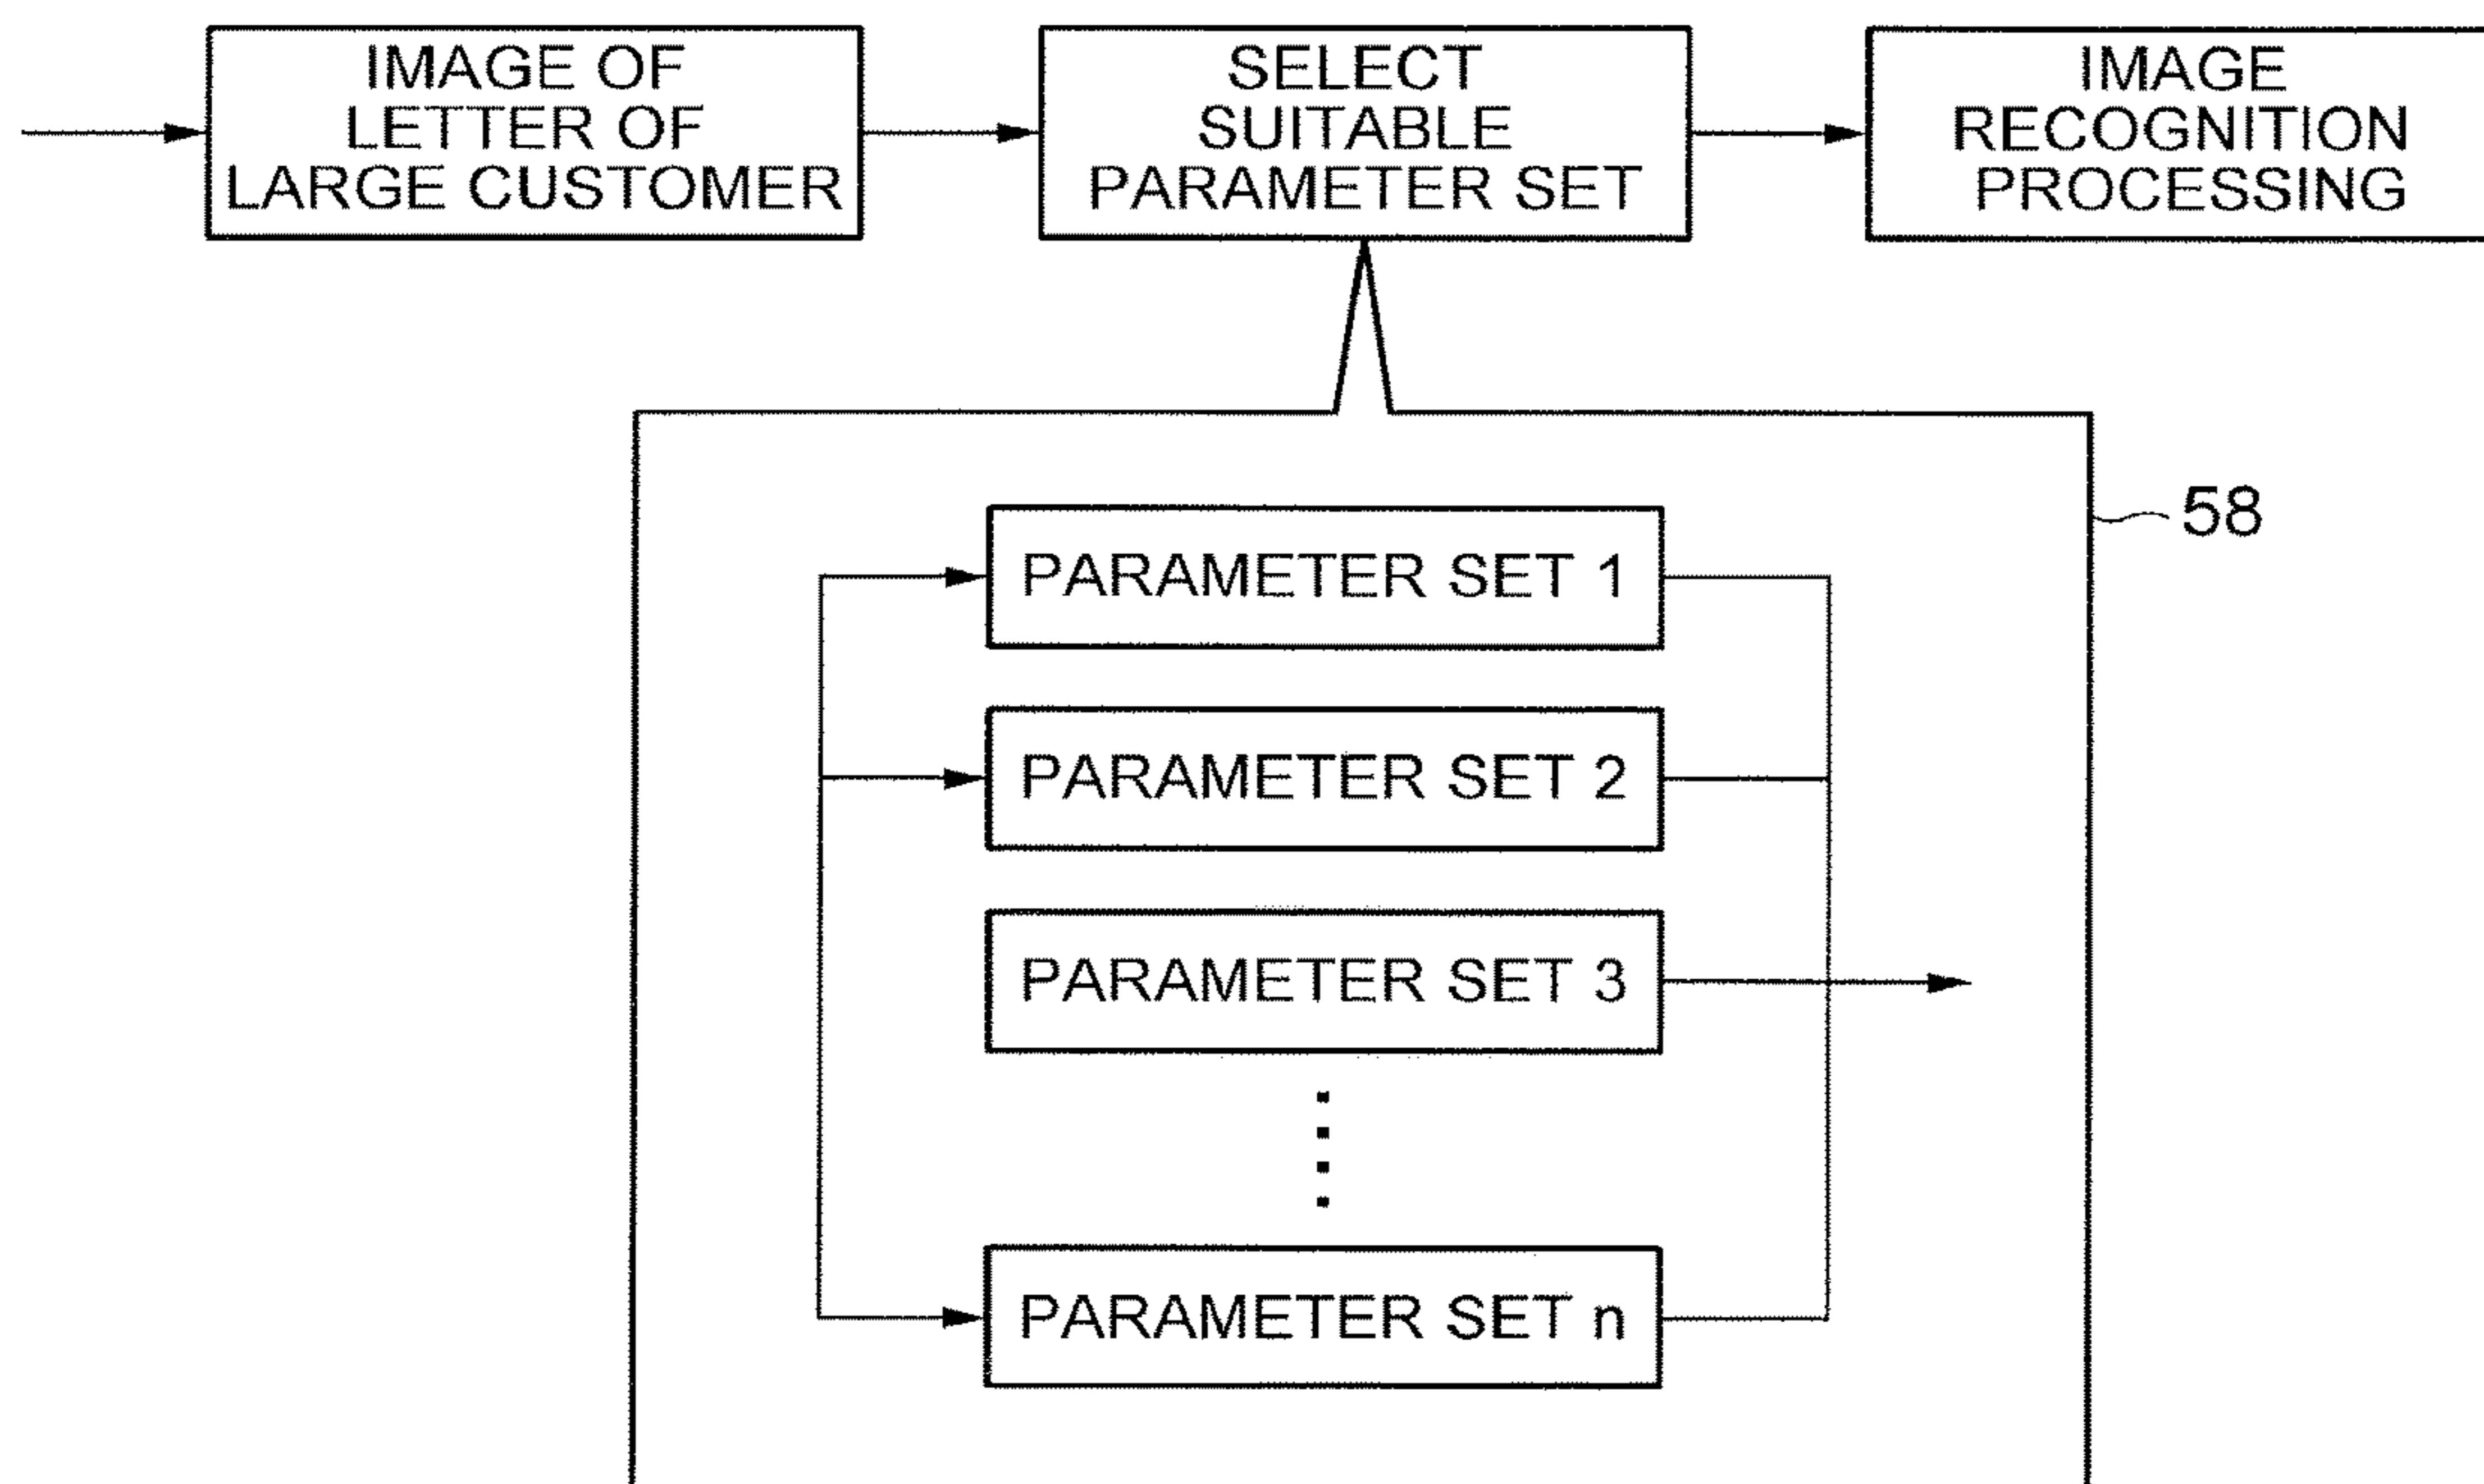 IMAGE OF
LETTER OF
LARGE CUSTOMER
SELECT
SUITABLE
PARAMETER SET
IMAGE
RECOGNITION
PROCESSING
58
PARAMETER SET 1
PARAMETER SET 2
PARAMETER SET 3
PARAMETER SET n